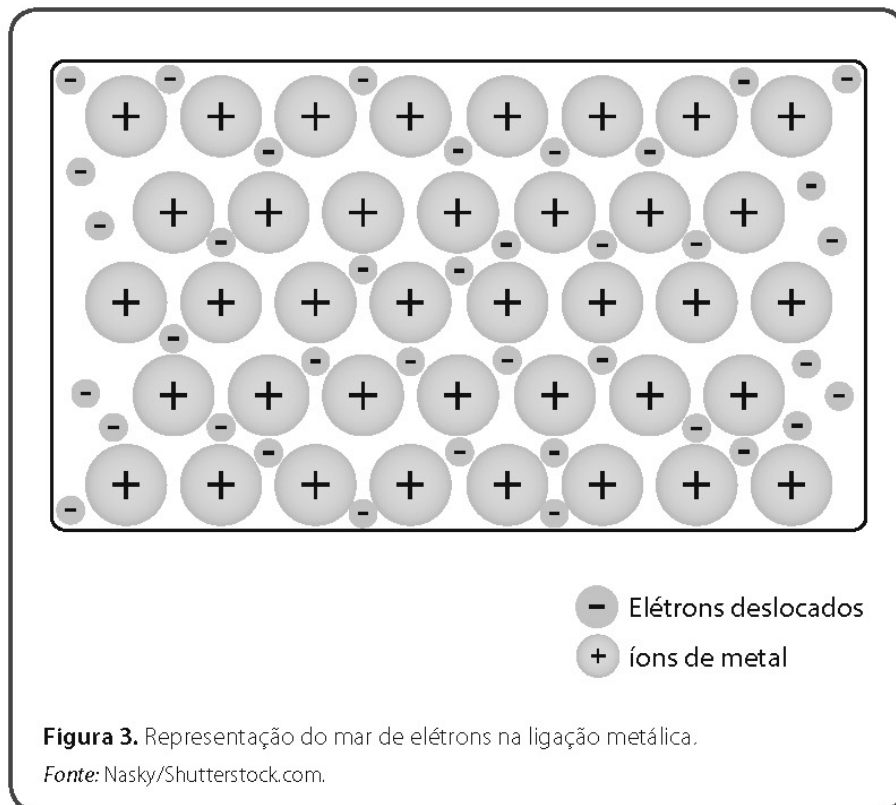 - Elétrons deslocados
+ íons de metal
Figura 3. Representação do mar de elétrons na ligação metálica.
Fonte: Nasky/Shutterstock.com.